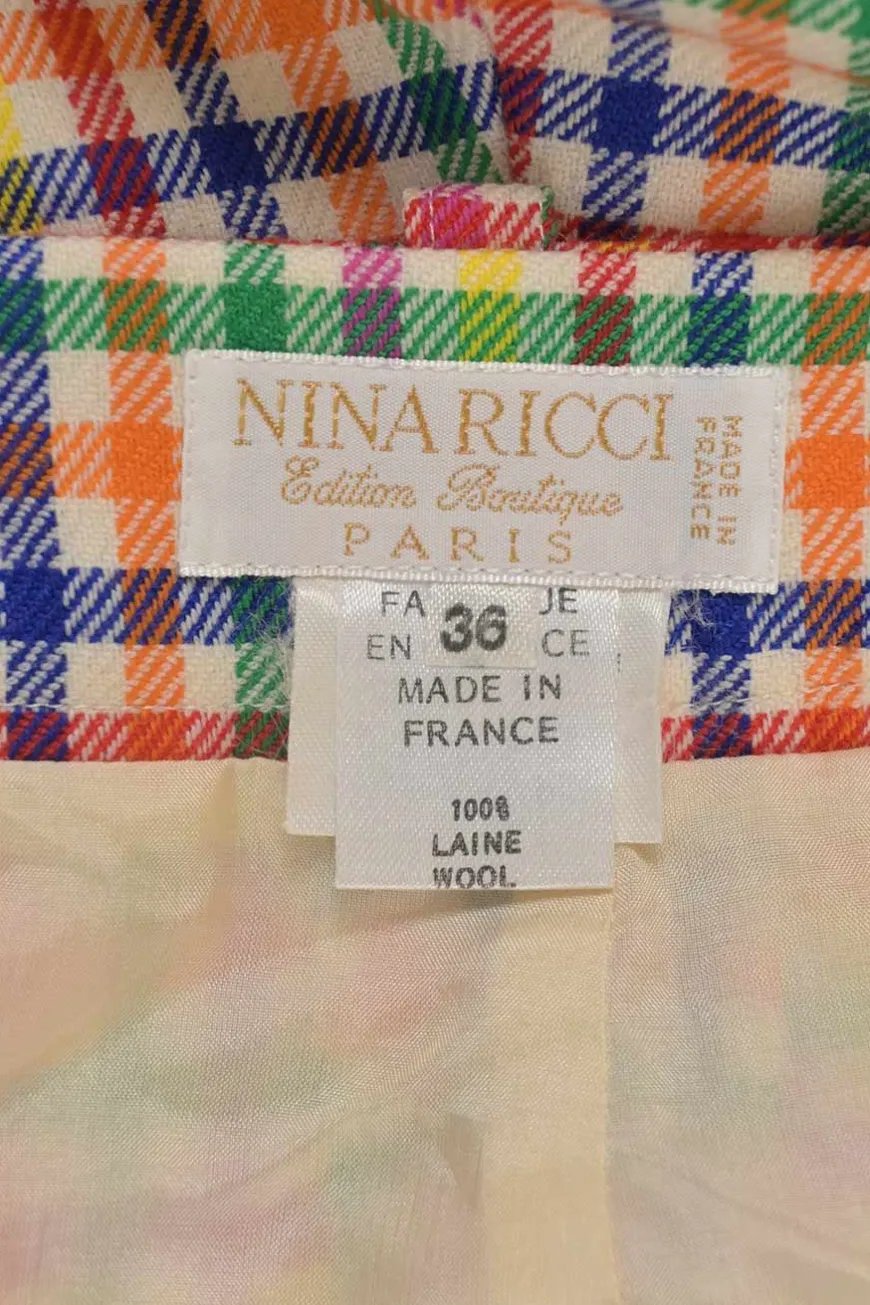 NINA RICCI
Edition Boutique
PARIS
MADE IN
FRANCE
FA JE
EN 36 CE
MADE IN
FRANCE
100%
LAINE
WOOL